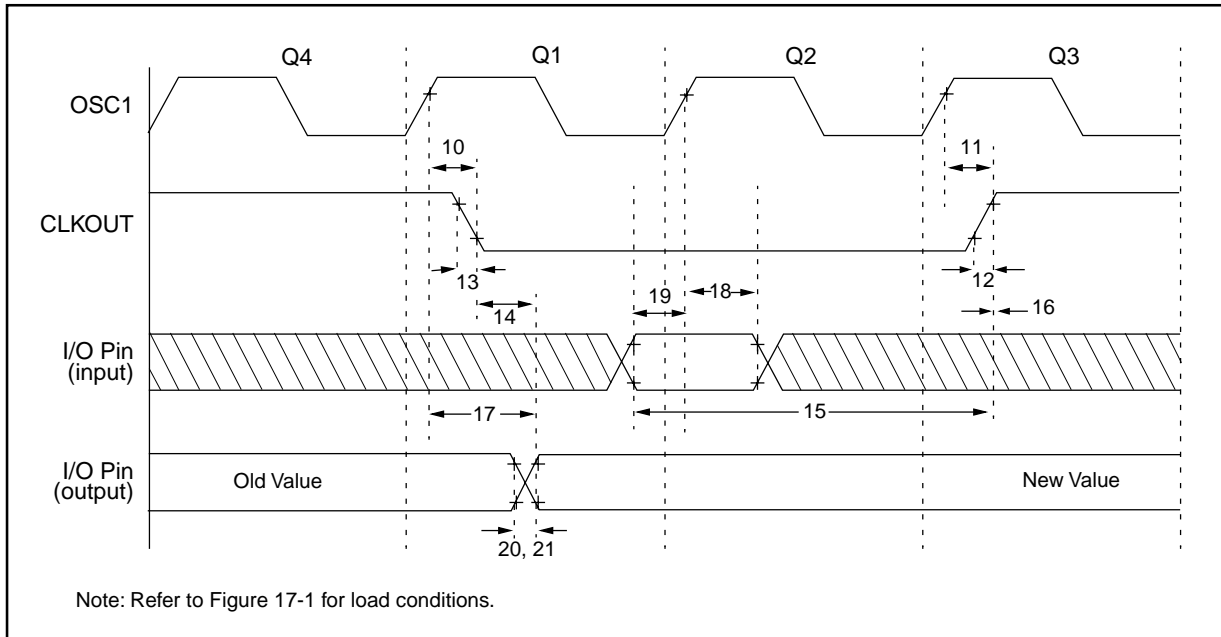 Q4 Q1 Q2 Q3
OSC1
10 11
CLKOUT
13 12
19 18
14 16
I/O Pin
(input)
17 15
I/O Pin
(output)
Old Value New Value
20, 21
Note: Refer to Figure 17-1 for load conditions.